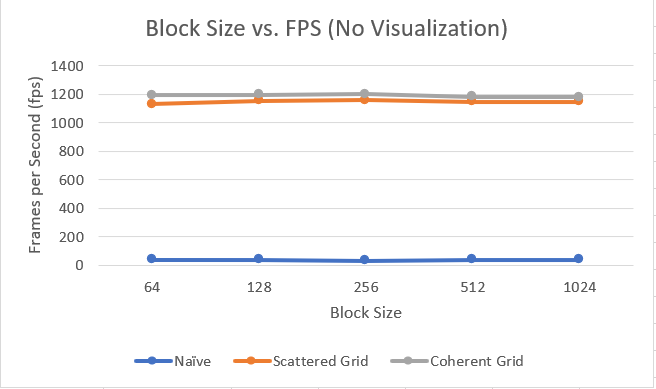 Block Size vs. FPS (No Visualization)
Frames per Second (fps)
1400
1200
1000
800
600
400
200
0
64 128 256 512 1024
Block Size
Naïve Scattered Grid Coherent Grid